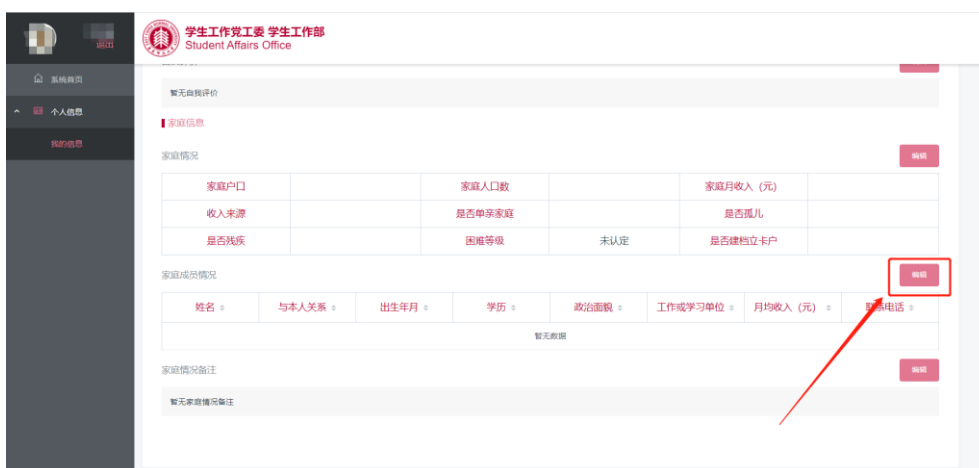 退出
学生工作党工委 学生工作部
Student Affairs Office
系统首页
个人信息
我的信息
暂无自我评价
家庭信息
家庭情况 编辑
家庭户口 家庭人口数 家庭月收入（元）
收入来源 是否单亲家庭 是否孤儿
是否残疾 困难等级 未认定 是否建档立卡户
家庭成员情况 编辑
姓名 与本人关系 出生年月 学历 政治面貌 工作或学习单位 月均收入（元） 联系电话
暂无数据
家庭情况备注 编辑
暂无家庭情况备注